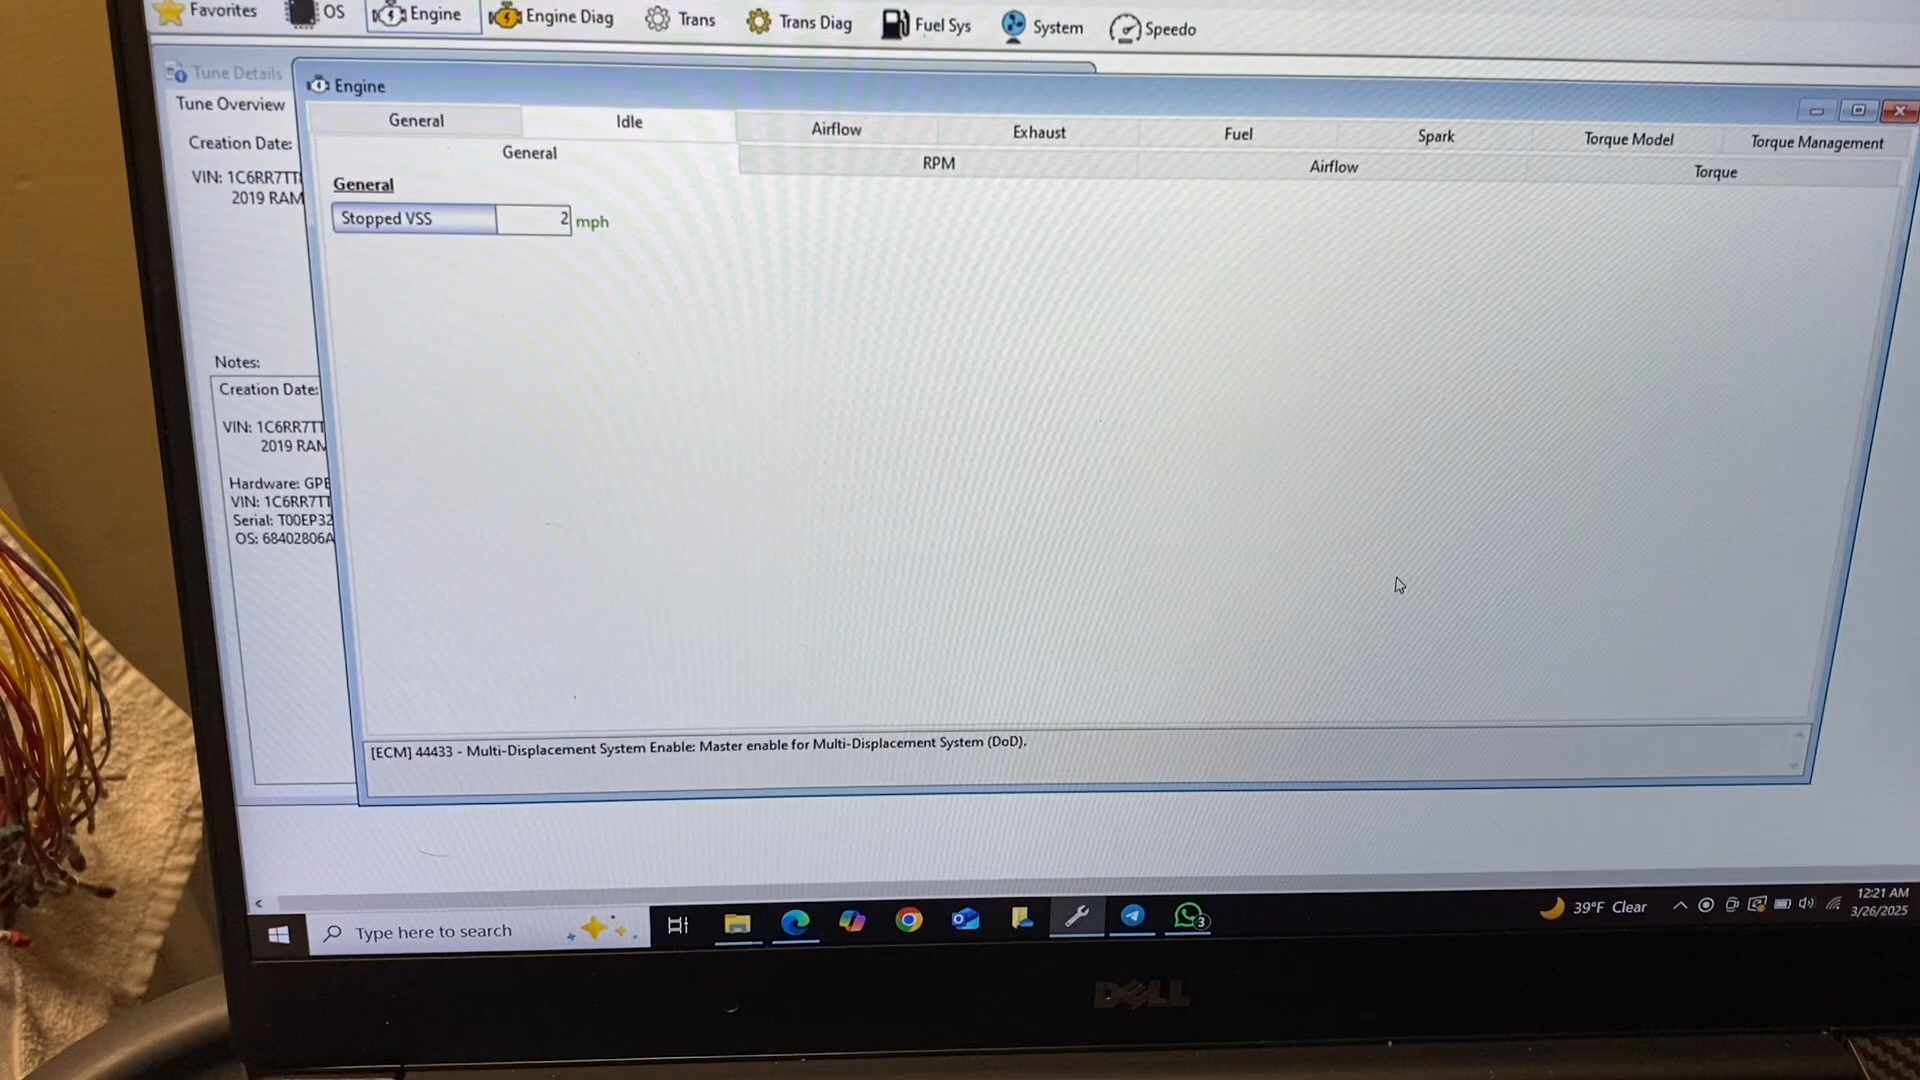 Favorites
OS
Engine
Engine Diag
Trans
Trans Diag
Fuel Sys
System
Speedo
Tune Details
Tune Overview
Creation Date:
VIN: 1C6RR7TT
2019 RAM
Engine
General
Idle
Airflow
Exhaust
Fuel
Spark
Torque Model
Torque Management
General
RPM
Airflow
Torque
General
Stopped VSS 2 mph
Notes:
Creation Date:
VIN: 1C6RR7TT
2019 RAM
Hardware: GPE
VIN: 1C6RR7TT
Serial: T00EP32
OS: 68402806A
[ECM] 44433 - Multi-Displacement System Enable: Master enable for Multi-Displacement System (DoD).
Type here to search
3
39°F Clear
12:21 AM
3/26/2025
DELL